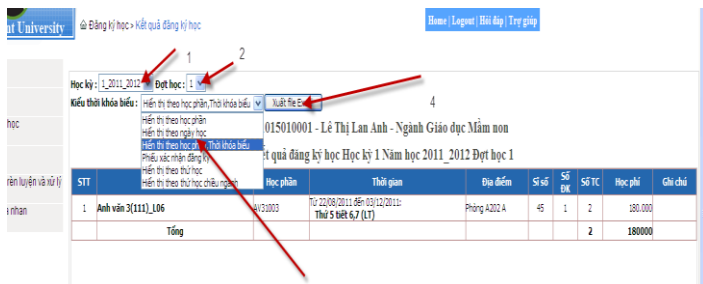 nt University
Đăng ký học > Kết quả đăng ký học
Home | Logout | Hỏi đáp | Trợ giúp
1
2
Học kỳ : 1_2011_2012 Đợt học : 1
Kiểu thời khóa biểu : Hiển thị theo học phần,Thời khóa biểu Xuất file E
4
Hiển thị theo học phần
Hiển thị theo ngày học
Hiển thị theo học phần,Thời khóa biểu
Phiếu xác nhận đăng ký
Hiển thị theo thứ học
Hiển thị theo thứ học chiều ngang
015010001 - Lê Thị Lan Anh - Ngành Giáo dục Mầm non
ết quả đăng ký học Học kỳ 1 Năm học 2011_2012 Đợt học 1
học
rèn luyện và xử lý
a nhan
STT Học phần Thời gian Địa điểm Sĩ số Số ĐK Số TC Học phí Ghi chú
1 Anh văn 3(111)_L06 AV31003 Từ 22/08/2011 đến 03/12/2011: Phòng A202 A 45 1 2 180.000
Thứ 5 tiết 6,7 (LT)
Tổng 2 180000